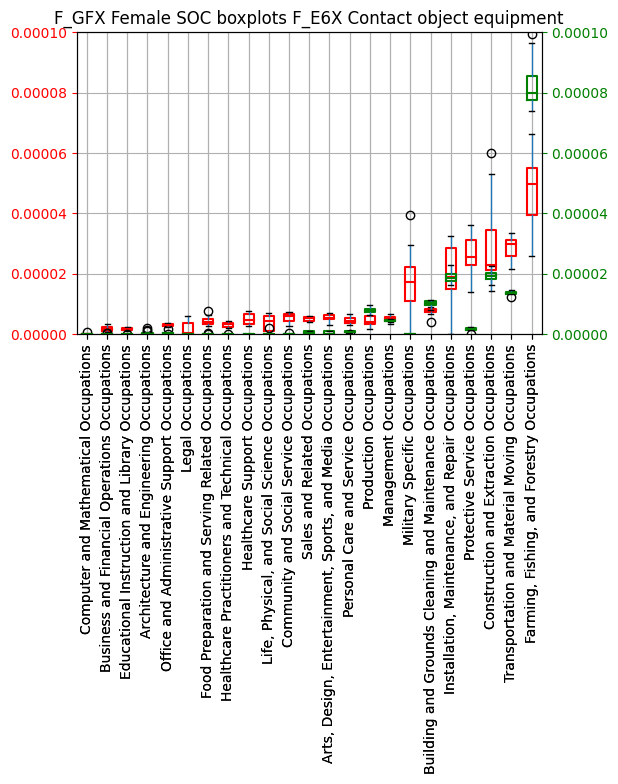 F_GFX Female SOC boxplots F_E6X Contact object equipment
0.00010
0.00008
0.00006
0.00004
0.00002
0.00000
0.00010
0.00008
0.00006
0.00004
0.00002
0.00000
Computer and Mathematical Occupations
Business and Financial Operations Occupations
Educational Instruction and Library Occupations
Architecture and Engineering Occupations
Office and Administrative Support Occupations
Legal Occupations
Food Preparation and Serving Related Occupations
Healthcare Practitioners and Technical Occupations
Healthcare Support Occupations
Life, Physical, and Social Science Occupations
Community and Social Service Occupations
Sales and Related Occupations
Arts, Design, Entertainment, Sports, and Media Occupations
Personal Care and Service Occupations
Production Occupations
Management Occupations
Military Specific Occupations
Building and Grounds Cleaning and Maintenance Occupations
Installation, Maintenance, and Repair Occupations
Protective Service Occupations
Construction and Extraction Occupations
Transportation and Material Moving Occupations
Farming, Fishing, and Forestry Occupations